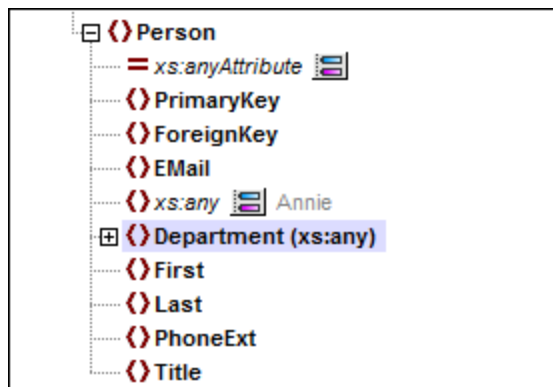 Person
xs:anyAttribute
PrimaryKey
ForeignKey
EMail
xs:any Annie
Department (xs:any)
First
Last
PhoneExt
Title